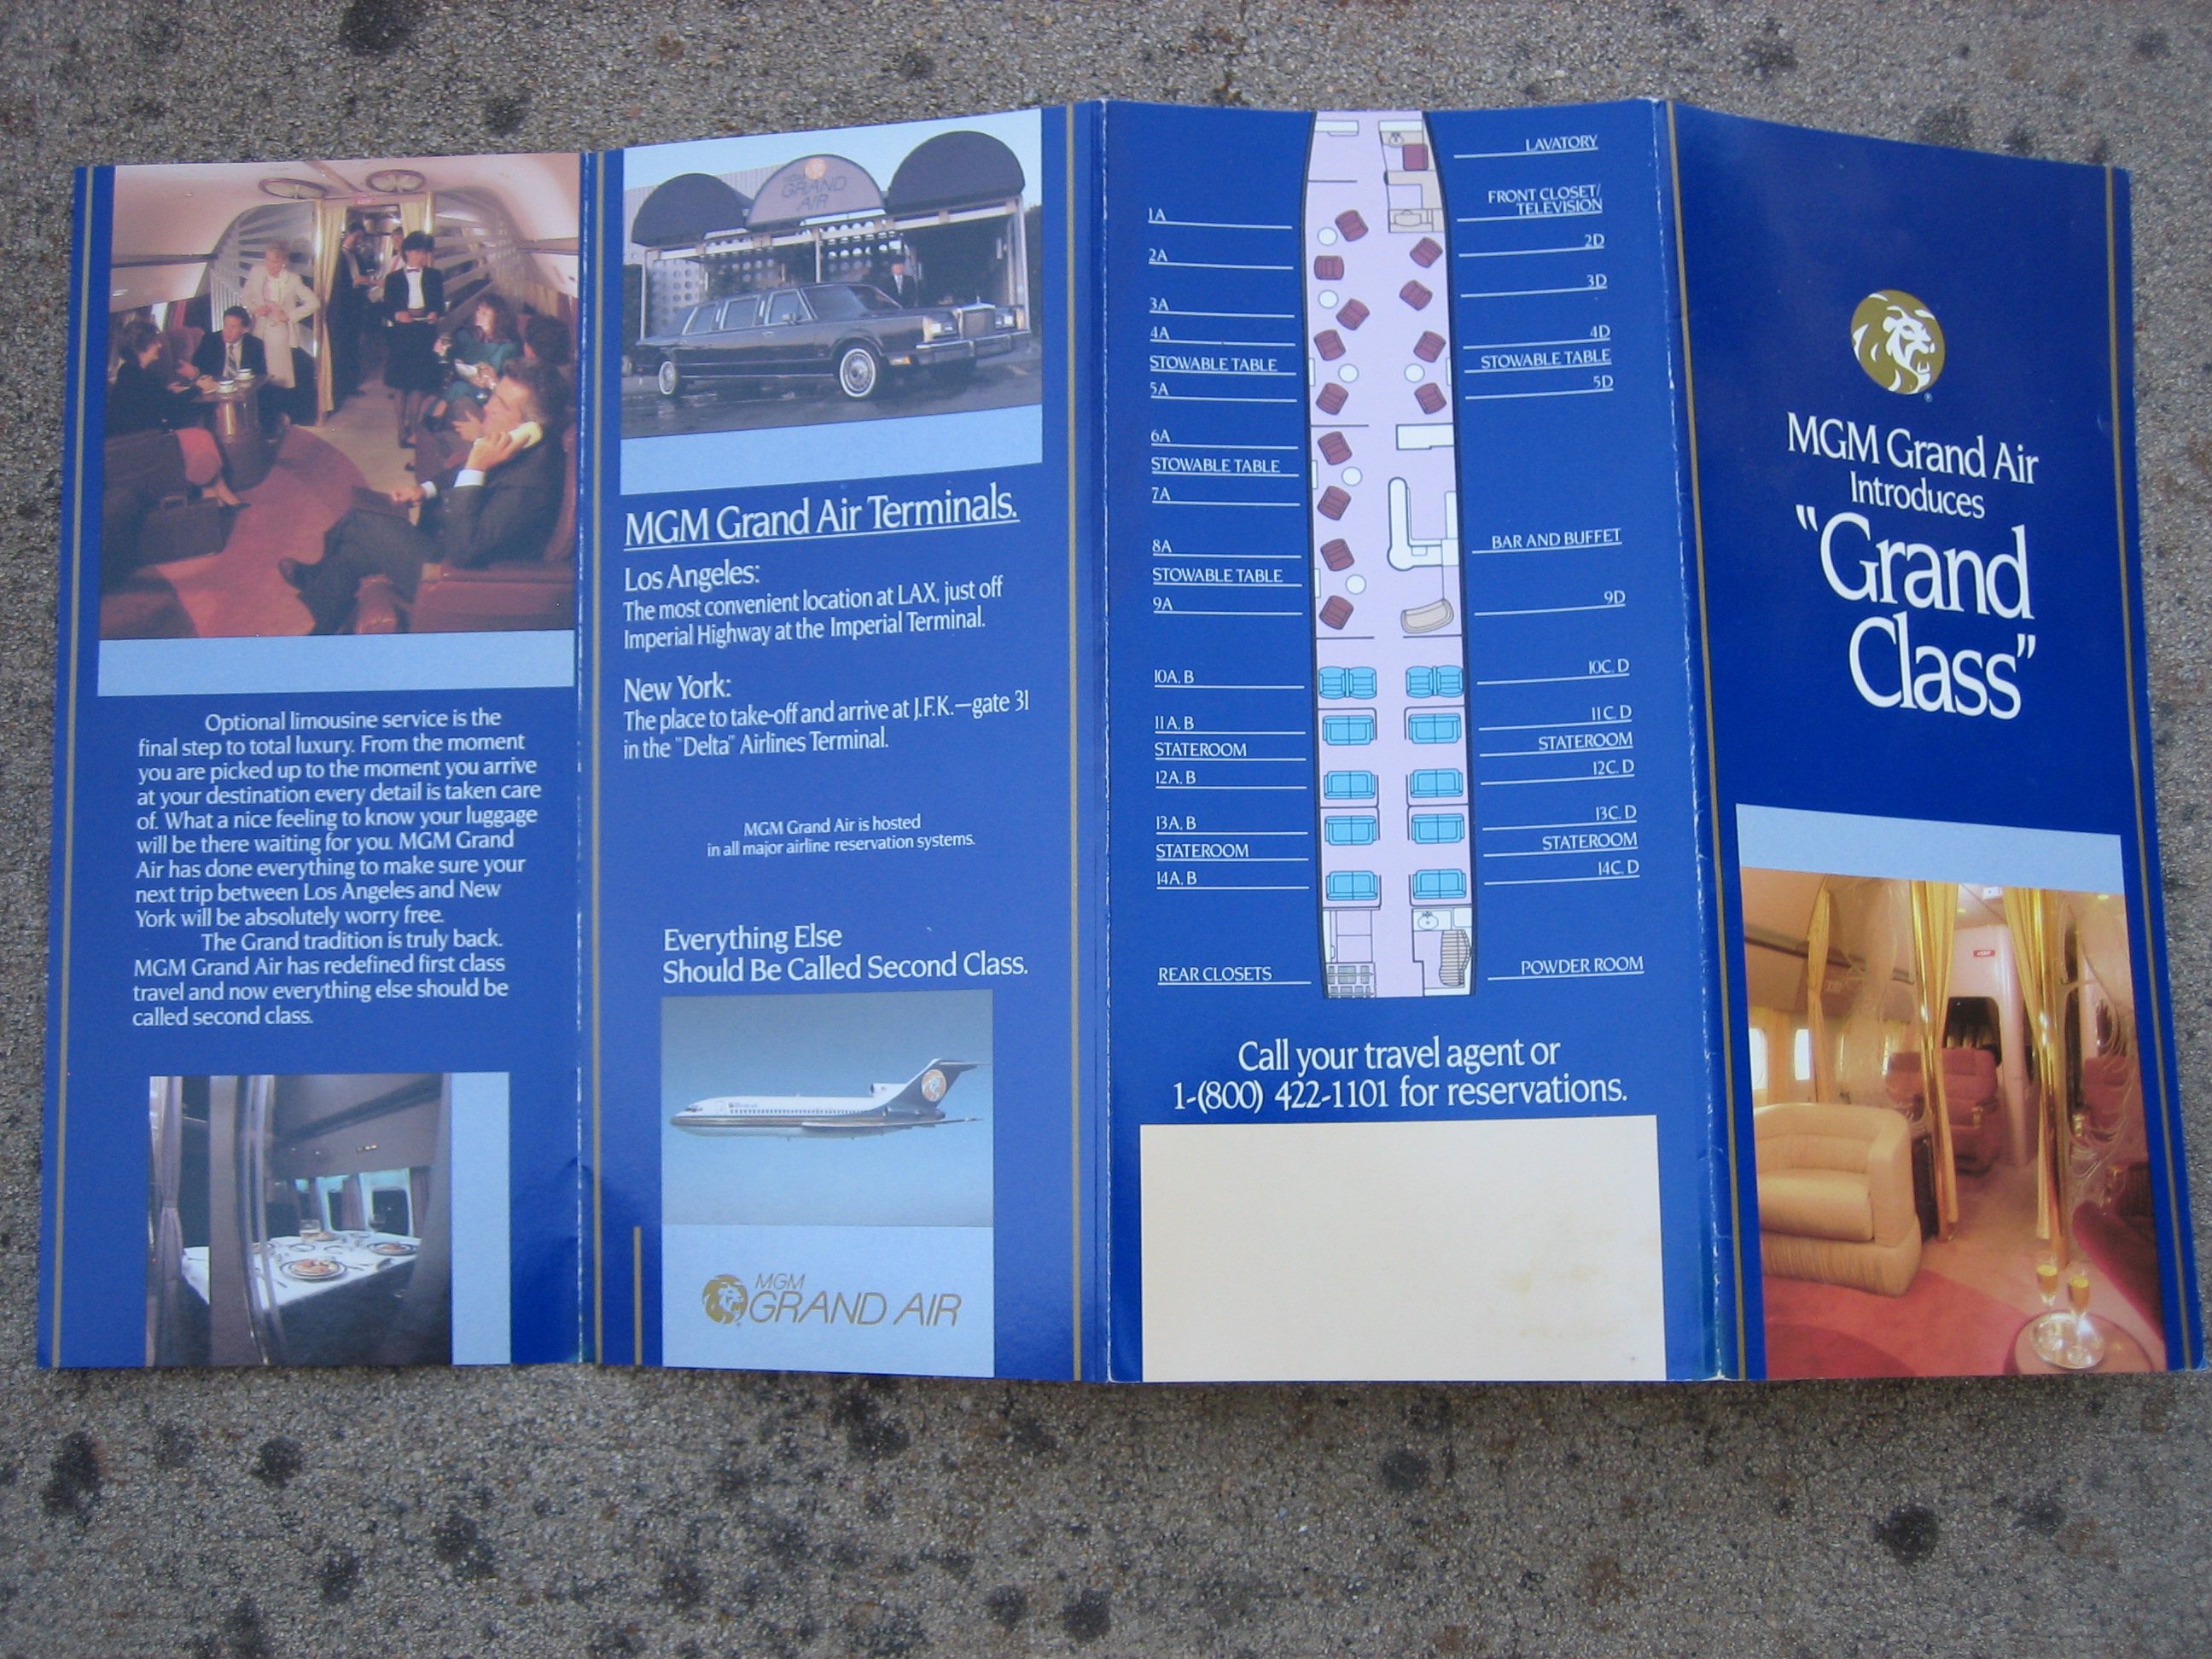 Optional limousine service is the
final step to total luxury. From the moment
you are picked up to the moment you arrive
at your destination every detail is taken care
of. What a nice feeling to know your luggage
will be there waiting for you. MGM Grand
Air has done everything to make sure your
next trip between Los Angeles and New
York will be absolutely worry free.
The Grand tradition is truly back.
MGM Grand Air has redefined first class
travel and now everything else should be
called second class.
GRAND
AIR
MGM Grand Air Terminals.
Los Angeles:
The most convenient location at LAX, just off
Imperial Highway at the Imperial Terminal.
New York:
The place to take-off and arrive at J.F.K.—gate 31
in the "Delta" Airlines Terminal.
MGM Grand Air is hosted
in all major airline reservation systems.
Everything Else
Should Be Called Second Class.
MGM
GRAND AIR
1A
2A
3A
4A
STOWABLE TABLE
5A
6A
STOWABLE TABLE
7A
8A
STOWABLE TABLE
9A
10A, B
11A, B
STATEROOM
12A, B
13A, B
STATEROOM
14A, B
REAR CLOSETS
LAVATORY
FRONT CLOSET/
TELEVISION
2D
3D
4D
STOWABLE TABLE
5D
BAR AND BUFFET
9D
10C, D
11C, D
STATEROOM
12C, D
13C, D
STATEROOM
14C, D
POWDER ROOM
Call your travel agent or
1-(800) 422-1101 for reservations.
MGM Grand Air
Introduces
"Grand
Class"